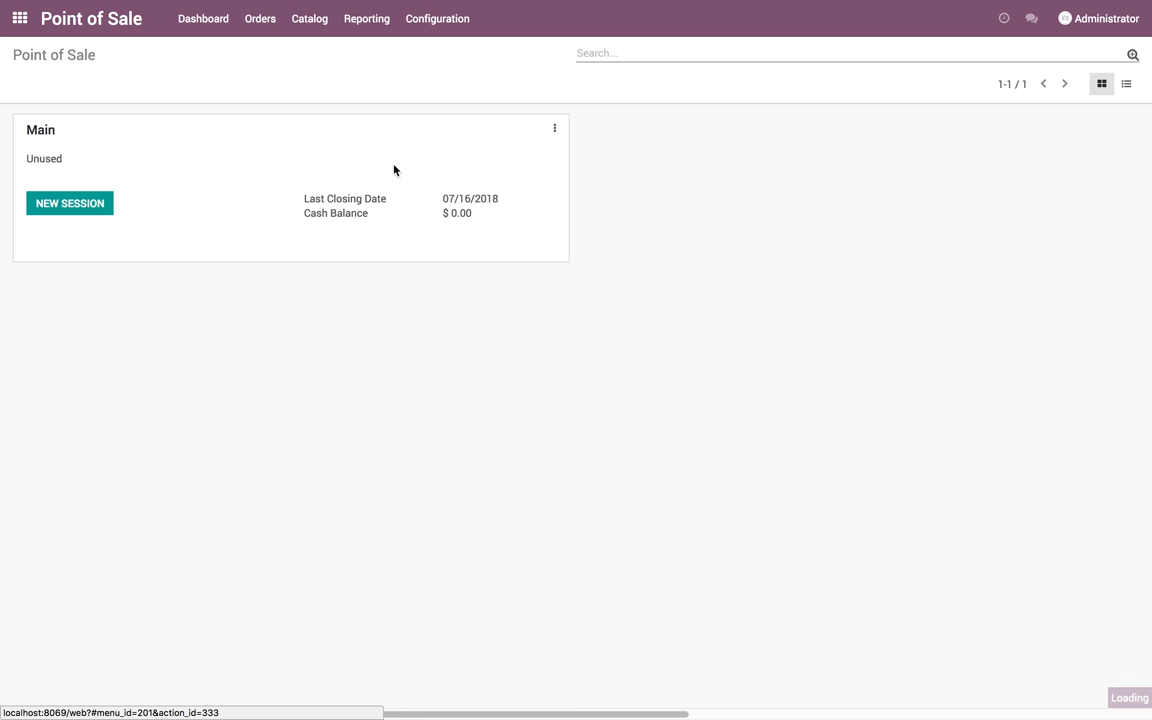 Point of Sale Dashboard Orders Catalog Reporting Configuration Administrator
Point of Sale
Search...
1-1 / 1
Main
Unused
NEW SESSION
Last Closing Date 07/16/2018
Cash Balance $ 0.00
Loading
localhost:8069/web?#menu_id=201&action_id=333